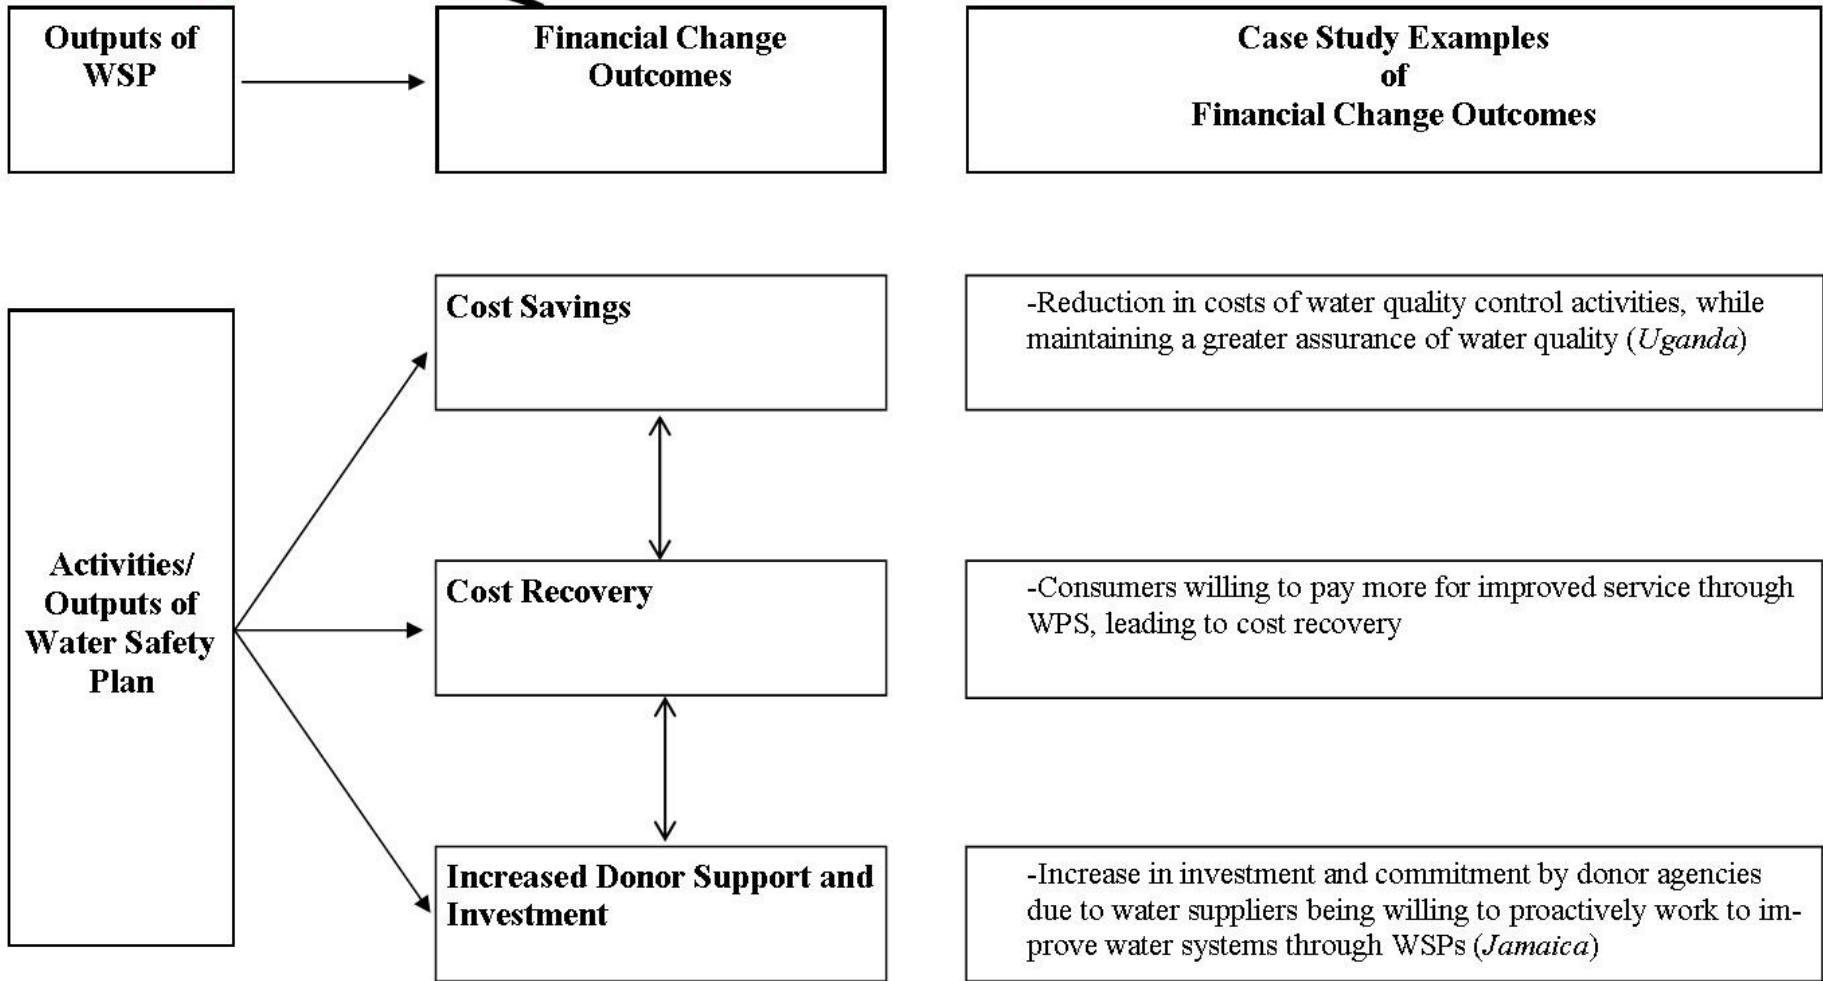 Outputs of
WSP
Financial Change
Outcomes
Case Study Examples
of
Financial Change Outcomes
Activities/
Outputs of
Water Safety
Plan
Cost Savings
-Reduction in costs of water quality control activities, while
maintaining a greater assurance of water quality (Uganda)
Cost Recovery
-Consumers willing to pay more for improved service through
WPS, leading to cost recovery
Increased Donor Support and
Investment
-Increase in investment and commitment by donor agencies
due to water suppliers being willing to proactively work to im-
prove water systems through WSPs (Jamaica)